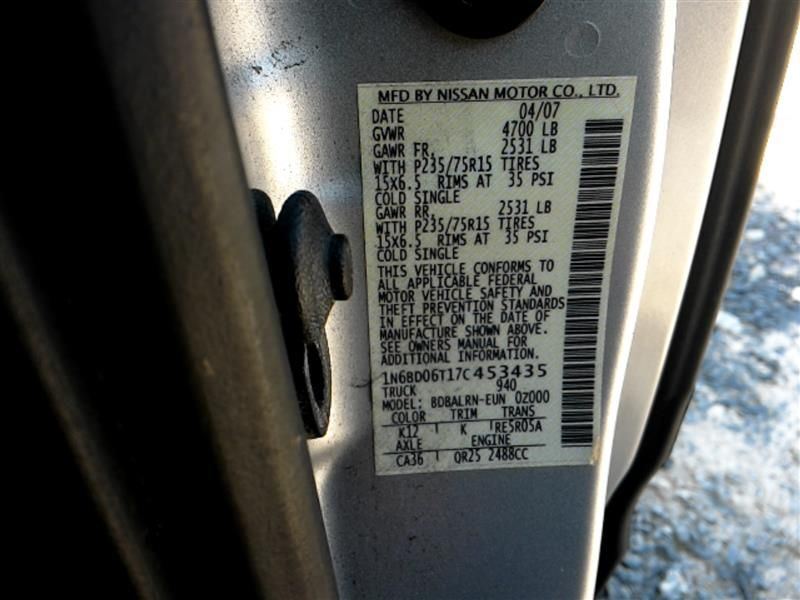 MFD BY NISSAN MOTOR CO., LTD.
DATE 04/07
GVWR 4700 LB
GAWR FR, 2531 LB
WITH P235/75R15 TIRES
15X6.5 RIMS AT 35 PSI
COLD SINGLE
GAWR RR, 2531 LB
WITH P235/75R15 TIRES
15X6.5 RIMS AT 35 PSI
COLD SINGLE
THIS VEHICLE CONFORMS TO
ALL APPLICABLE FEDERAL
MOTOR VEHICLE SAFETY AND
THEFT PREVENTION STANDARDS
IN EFFECT ON THE DATE OF
MANUFACTURE SHOWN ABOVE.
SEE OWNERS MANUAL FOR
ADDITIONAL INFORMATION.
1N6BD06T17C453435
TRUCK 940
MODEL: BDBALRN-EUN 0Z000
COLOR TRIM TRANS
K12 K RE5R05A
AXLE ENGINE
CA36 QR25 2488CC